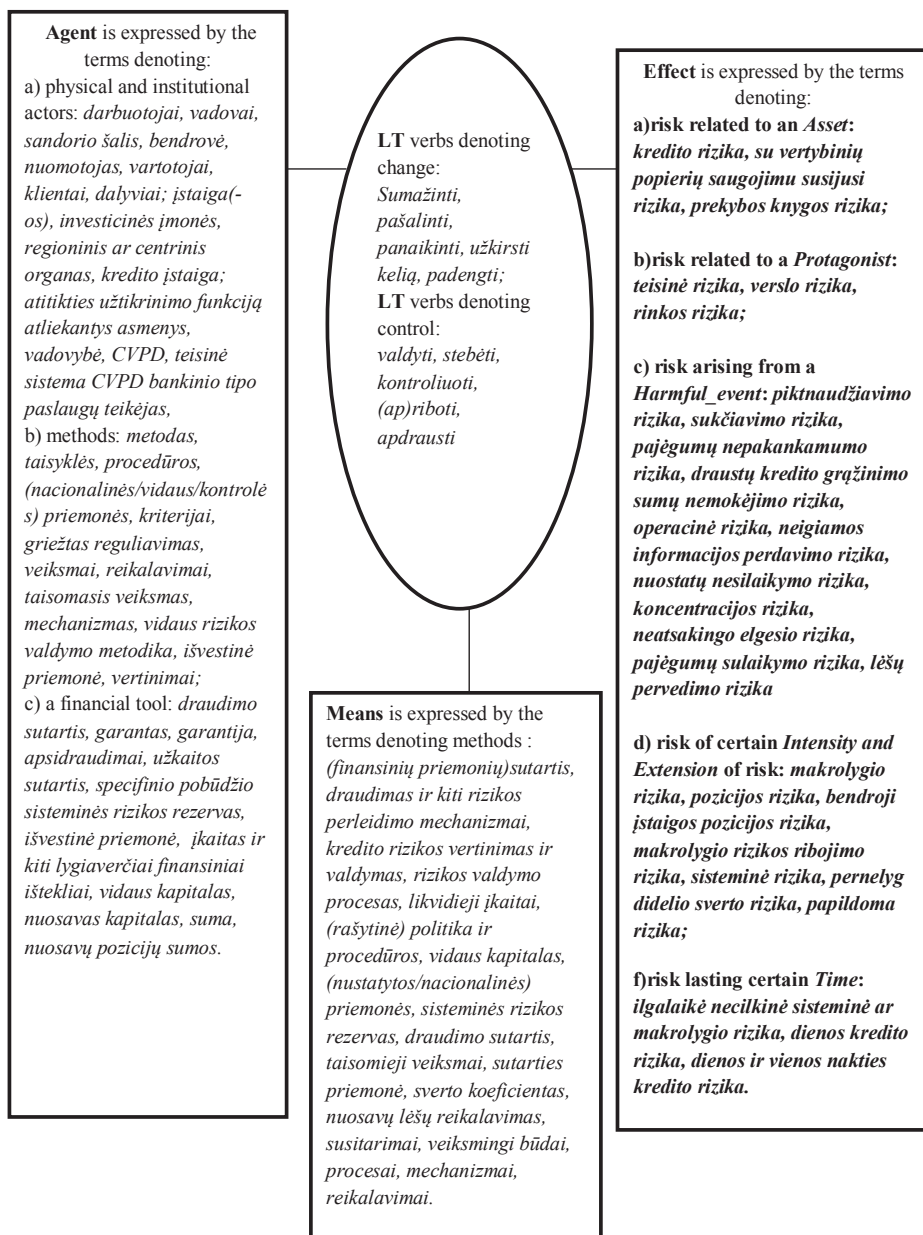 Agent is expressed by the
terms denoting:
a) physical and institutional
actors: darbuotojai, vadovai,
sandorio šalis, bendrovė,
nuomotojas, vartotojai,
klientai, dalyviai; įstaiga(-
os), investicinės įmonės,
regioninis ar centrinis
organas, kredito įstaiga;
atitikties užtikrinimo funkciją
atliekantys asmenys,
vadovybė, CVPD, teisinė
sistema CVPD bankinio tipo
paslaugų teikėjas,
b) methods: metodas,
taisyklės, procedūros,
(nacionalinės/vidaus/kontrolė
s) priemonės, kriterijai,
griežtas reguliavimas,
veiksmai, reikalavimai,
taisomasis veiksmas,
mechanizmas, vidaus rizikos
valdymo metodika, išvestinė
priemonė, vertinimai;
c) a financial tool: draudimo
sutartis, garantas, garantija,
apsidraudimai, užkaitos
sutartis, specifinio pobūdžio
sisteminės rizikos rezervas,
išvestinė priemonė, įkaitas ir
kiti lygiaverčiai finansiniai
ištekliai, vidaus kapitalas,
nuosavas kapitalas, suma,
nuosavų pozicijų sumos.
LT verbs denoting
change:
Sumažinti,
pašalinti,
panaikinti, užkirsti
kelią, padengti;
LT verbs denoting
control:
valdyti, stebėti,
kontroliuoti,
(ap)riboti,
apdrausti
Means is expressed by the
terms denoting methods :
(finansinių priemonių)sutartis,
draudimas ir kiti rizikos
perleidimo mechanizmai,
kredito rizikos vertinimas ir
valdymas, rizikos valdymo
procesas, likvidieji įkaitai,
(rašytinė) politika ir
procedūros, vidaus kapitalas,
(nustatytos/nacionalinės)
priemonės, sisteminės rizikos
rezervas, draudimo sutartis,
taisomieji veiksmai, sutarties
priemonė, sverto koeficientas,
nuosavų lėšų reikalavimas,
susitarimai, veiksmingi būdai,
procesai, mechanizmai,
reikalavimai.
Effect is expressed by the terms
denoting:
a)risk related to an Asset:
kredito rizika, su vertybinių
popierių saugojimu susijusi
rizika, prekybos knygos rizika;
b)risk related to a Protagonist:
teisinė rizika, verslo rizika,
rinkos rizika;
c) risk arising from a
Harmful_event: piktnaudžiavimo
rizika, sukčiavimo rizika,
pajėgumų nepakankamumo
rizika, draustų kredito grąžinimo
sumų nemokėjimo rizika,
operacinė rizika, neigiamos
informacijos perdavimo rizika,
nuostatų nesilaikymo rizika,
koncentracijos rizika,
neatsakingo elgesio rizika,
pajėgumų sulaikymo rizika, lėšų
pervedimo rizika
d) risk of certain Intensity and
Extension of risk: makrolygio
rizika, pozicijos rizika, bendroji
įstaigos pozicijos rizika,
makrolygio rizikos ribojimo
rizika, sisteminė rizika, pernelyg
didelio sverto rizika, papildoma
rizika;
f)risk lasting certain Time:
ilgalaikė necilkinė sisteminė ar
makrolygio rizika, dienos kredito
rizika, dienos ir vienos nakties
kredito rizika.